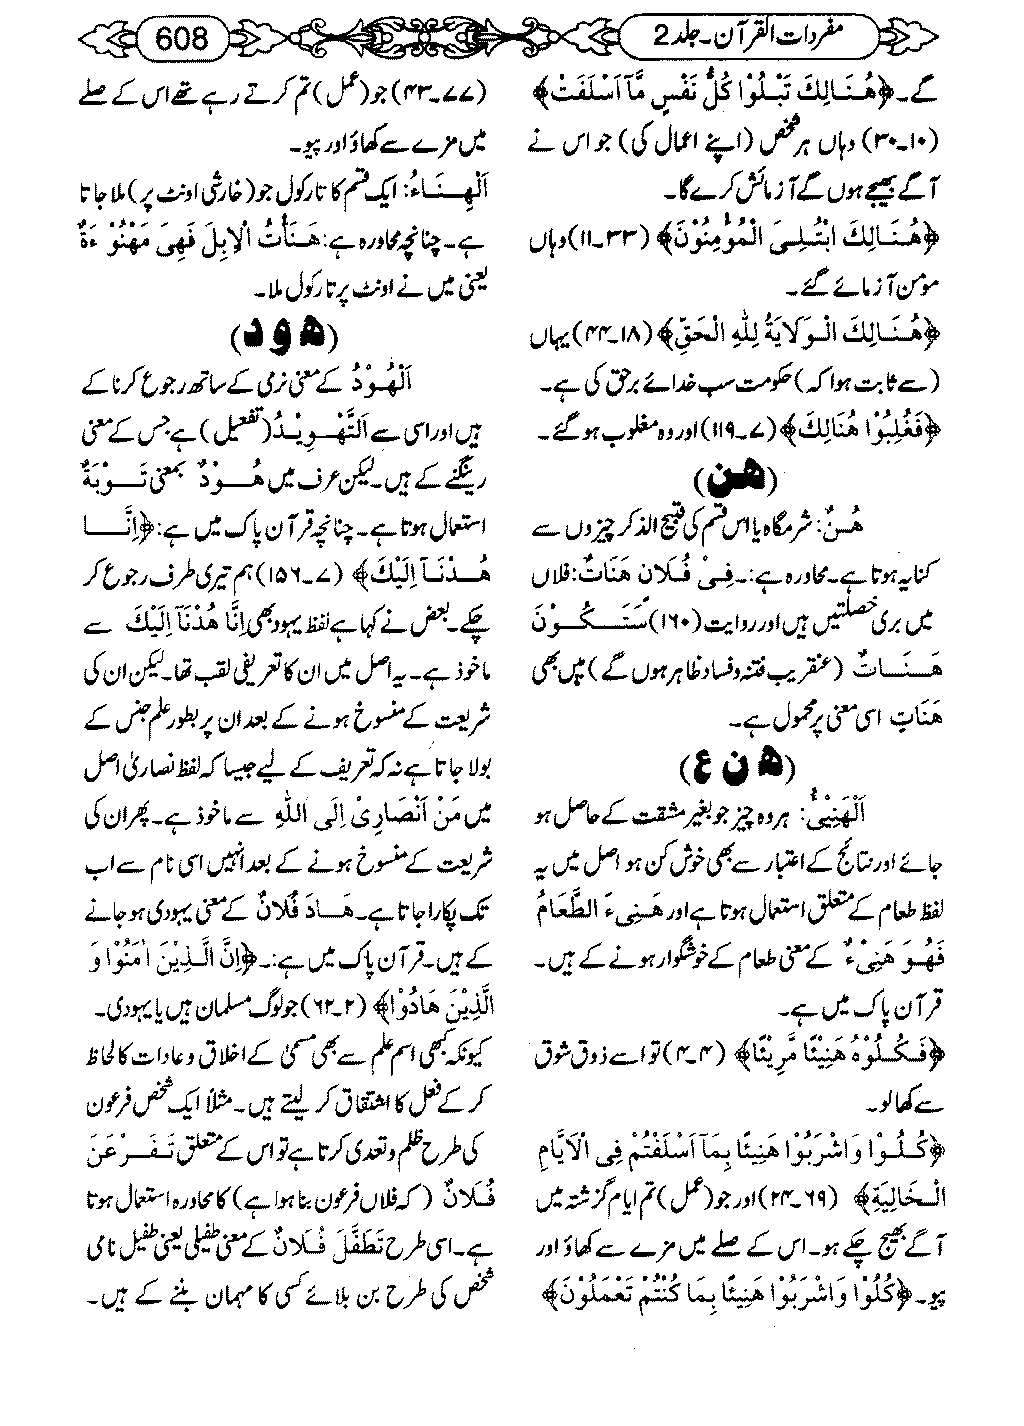 مفردات القرآن۔جلد2
608
گے۔﴿هُنَالِكَ تَبْلُوْا كُلُّ نَفْسٍ مَّآ اَسْلَفَتْ﴾
(۱۰۔۳۰) وہاں ہر شخص (اپنے اعمال کی) جو اس نے
آگے بھیجے ہوں گے آزمائش کرے گا۔
﴿هُنَالِكَ ابْتُلِىَ الْمُؤْمِنُوْنَ﴾ (۳۳۔۱۱) وہاں
مومن آزمائے گئے۔
﴿هُنَالِكَ الْوَلَايَةُ لِلّٰهِ الْحَقِّ﴾ (۱۸۔۴۴) یہاں
(سے ثابت ہوا کہ) حکومت سب خدائے برحق کی ہے۔
﴿فَغُلِبُوْا هُنَالِكَ﴾ (۷۔۱۱۹) اور وہ مغلوب ہوگئے۔
(هن)
هُنٌ: شرمگاہ یا اس قسم کی قبیح الذکر چیزوں سے
کنایہ ہوتا ہے۔محاورہ ہے:۔فِىْ فُلَانٍ هَنَاتٌ: فلاں
میں بری خصلتیں ہیں اور روایت (۱۶۰) سَتَكُوْنَ
هَنَاتٌ (عنقریب فتنہ و فساد ظاہر ہوں گے) میں بھی
هَنَاتٍ اسی معنی پر محمول ہے۔
(ھ ن ع)
اَلْهَنِيْیُٔ: ہر وہ چیز جو بغیر مشقت کے حاصل ہو
جائے اور نتائج کے اعتبار سے بھی خوش کن ہو اصل میں یہ
لفظ طعام کے متعلق استعمال ہوتا ہے اور هَنِىءَ الطَّعَامُ
فَهُوَ هَنِىْءٌ کے معنی طعام کے خوشگوار ہونے کے ہیں۔
قرآن پاک میں ہے۔
﴿فَكُلُوْهُ هَنِيْئًا مَّرِيْئًا﴾ (۴۔۴) تو اسے ذوق شوق
سے کھالو۔
﴿كُلُوْا وَاشْرَبُوْا هَنِيْئًا بِمَآ اَسْلَفْتُمْ فِى الْاَيَّامِ
الْخَالِيَةِ﴾ (۶۹۔۲۴) اور جو (عمل) تم ایام گزشتہ میں
آگے بھیج چکے ہو۔اس کے صلے میں مزے سے کھاؤ اور
پیو۔﴿كُلُوْا وَاشْرَبُوْا هَنِيْئًا بِمَا كُنْتُمْ تَعْمَلُوْنَ﴾
(۷۷۔۴۳) جو (عمل) تم کرتے رہے تھے اس کے صلے
میں مزے سے کھاؤ اور پیو۔
اَلْهِنَاءُ: ایک قسم کا تارکول جو (خارشی اونٹ پر) ملا جاتا
ہے۔چنانچہ محاورہ ہے: هَنَأْتُ الْاِبِلَ فَهِىَ مَهْنُوْءَةٌ
یعنی میں نے اونٹ پر تارکول ملا۔
(ھ و د)
اَلْهَوْدُ کے معنی نرمی کے ساتھ رجوع کرنا کے
ہیں اور اسی سے اَلتَّهْوِيْدُ (تفعیل) ہے جس کے معنی
رینگنے کے ہیں۔لیکن عرف میں هُوْدٌ بمعنی تَوْبَةٌ
استعمال ہوتا ہے۔چنانچہ قرآن پاک میں ہے: ﴿اِنَّا
هُدْنَآ اِلَيْكَ﴾ (۷۔۱۵۶) ہم تیری طرف رجوع کر
چکے۔بعض نے کہا ہے لفظ یہود بھی اِنَّا هُدْنَآ اِلَيْكَ سے
ماخوذ ہے۔یہ اصل میں ان کا تعریفی لقب تھا۔لیکن ان کی
شریعت کے منسوخ ہونے کے بعد ان پر بطور علم جنس کے
بولا جاتا ہے نہ کہ تعریف کے لیے جیسا کہ لفظ نصاریٰ اصل
میں مَنْ اَنْصَارِىْ اِلَى اللّٰهِ سے ماخوذ ہے۔پھر ان کی
شریعت کے منسوخ ہونے کے بعد انہیں اسی نام سے اب
تک پکارا جاتا ہے۔هَادَ فُلَانٌ کے معنی یہودی ہوجانے
کے ہیں۔قرآن پاک میں ہے:۔﴿اِنَّ الَّذِيْنَ اٰمَنُوْا وَ
الَّذِيْنَ هَادُوْا﴾ (۲۔۶۲) جو لوگ مسلمان ہیں یا یہودی۔
کیونکہ کبھی اسم علم سے بھی مسمیٰ کے اخلاق و عادات کا لحاظ
کر کے فعل کا اشتقاق کر لیتے ہیں۔مثلاً ایک شخص فرعون
کی طرح ظلم و تعدی کرتا ہے تو اس کے متعلق تَفَرْعَنَ
فُلَانٌ (کہ فلاں فرعون بنا ہوا ہے) کا محاورہ استعمال ہوتا
ہے۔اسی طرح تَطَفَّلَ فُلَانٌ کے معنی طفیلی یعنی طفیل نامی
شخص کی طرح بن بلائے کسی کا مہمان بننے کے ہیں۔